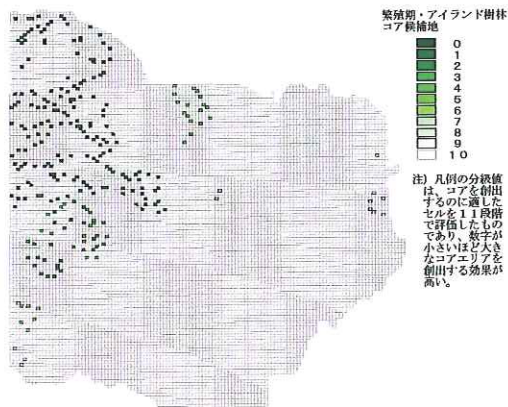 繁殖期・アイランド樹林
コア候補地
0
1
2
3
4
5
6
7
8
9
10
注）凡例の分級値
は、コアを創出
するのに適した
セルを１１段階
で評価したもの
であり、数字が
小さいほど大き
なコアエリアを
創出する効果が
高い。